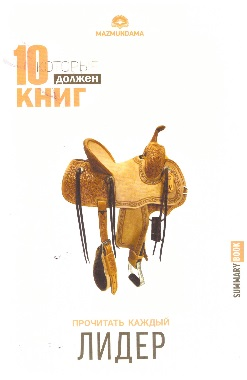 MAZMUNDAMA
10
КОТОРЫЕ
ДОЛЖЕН
КНИГ
SUMMARY BOOK
ПРОЧИТАТЬ КАЖДЫЙ
ЛИДЕР